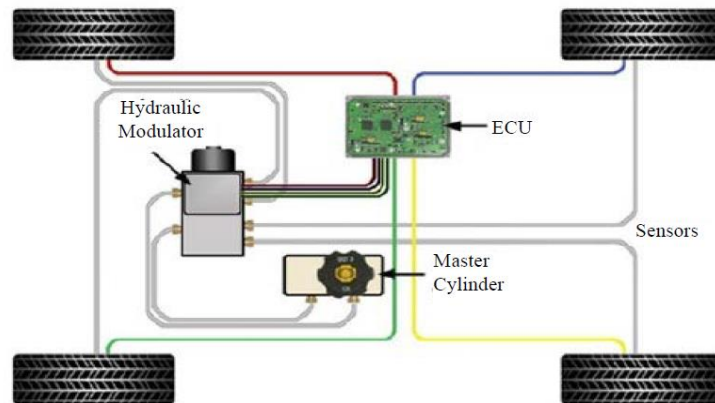 Hydraulic
Modulator
ECU
Sensors
Master
Cylinder